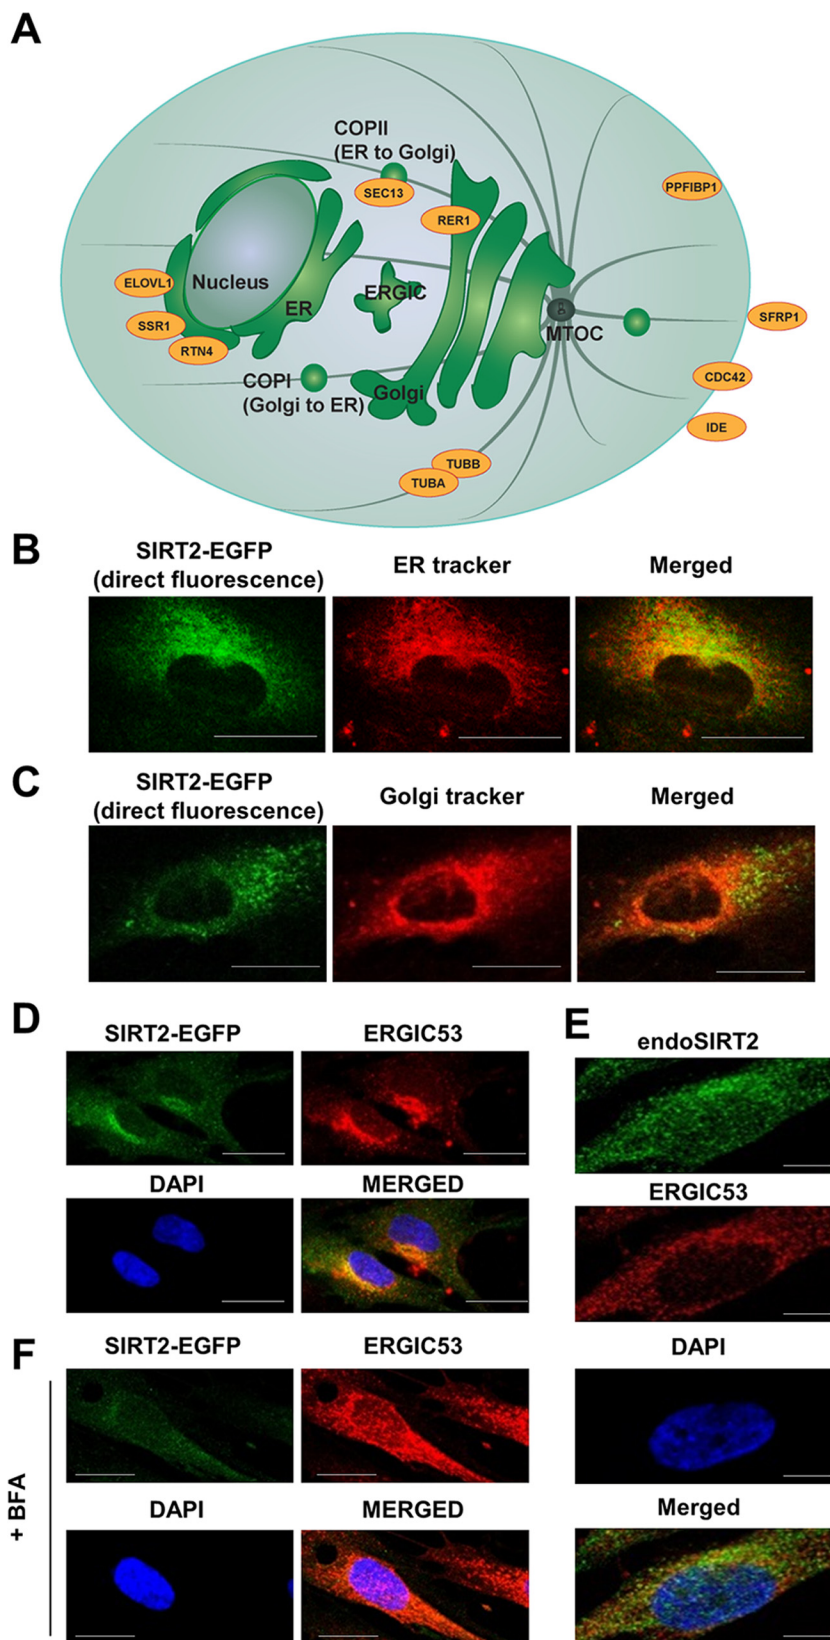 A
COPII
(ER to Golgi)
SEC13
PPFIBP1
RER1
ELOVL1
Nucleus
ERGIC
ER
SSR1
SFRP1
MTOC
RTN4
COPI
(Golgi to ER)
Golgi
CDC42
IDE
TUBB
TUBA
B
SIRT2-EGFP
(direct fluorescence)
ER tracker
Merged
C
SIRT2-EGFP
(direct fluorescence)
Golgi tracker
Merged
D
SIRT2-EGFP
ERGIC53
DAPI
MERGED
E
endoSIRT2
ERGIC53
DAPI
Merged
F
+ BFA
SIRT2-EGFP
ERGIC53
DAPI
MERGED